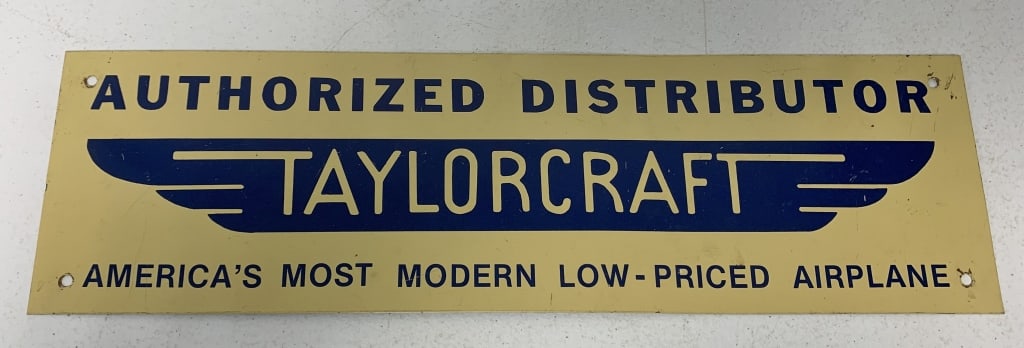 AUTHORIZED DISTRIBUTOR
TAYLORCRAFT
AMERICA'S MOST MODERN LOW-PRICED AIRPLANE